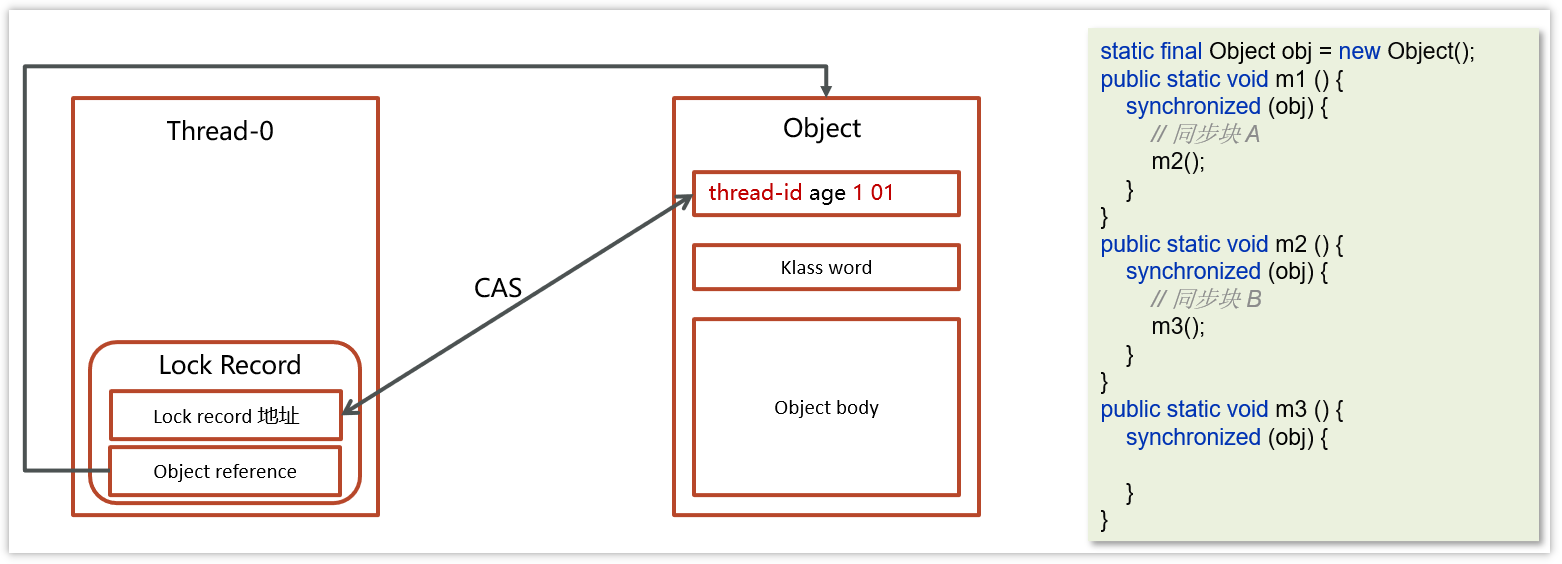 Thread-0
Lock Record
Lock record 地址
Object reference
CAS
Object
thread-id age 1 01
Klass word
Object body
static final Object obj = new Object();
public static void m1 () {
synchronized (obj) {
// 同步块 A
m2();
}
}
public static void m2 () {
synchronized (obj) {
// 同步块 B
m3();
}
}
public static void m3 () {
synchronized (obj) {
}
}